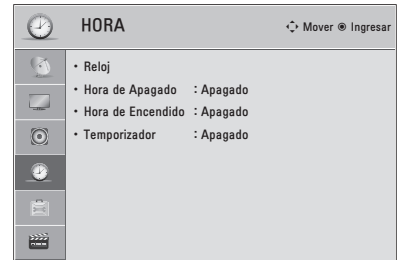 HORA
Mover Ingresar
• Reloj
• Hora de Apagado : Apagado
• Hora de Encendido : Apagado
• Temporizador : Apagado